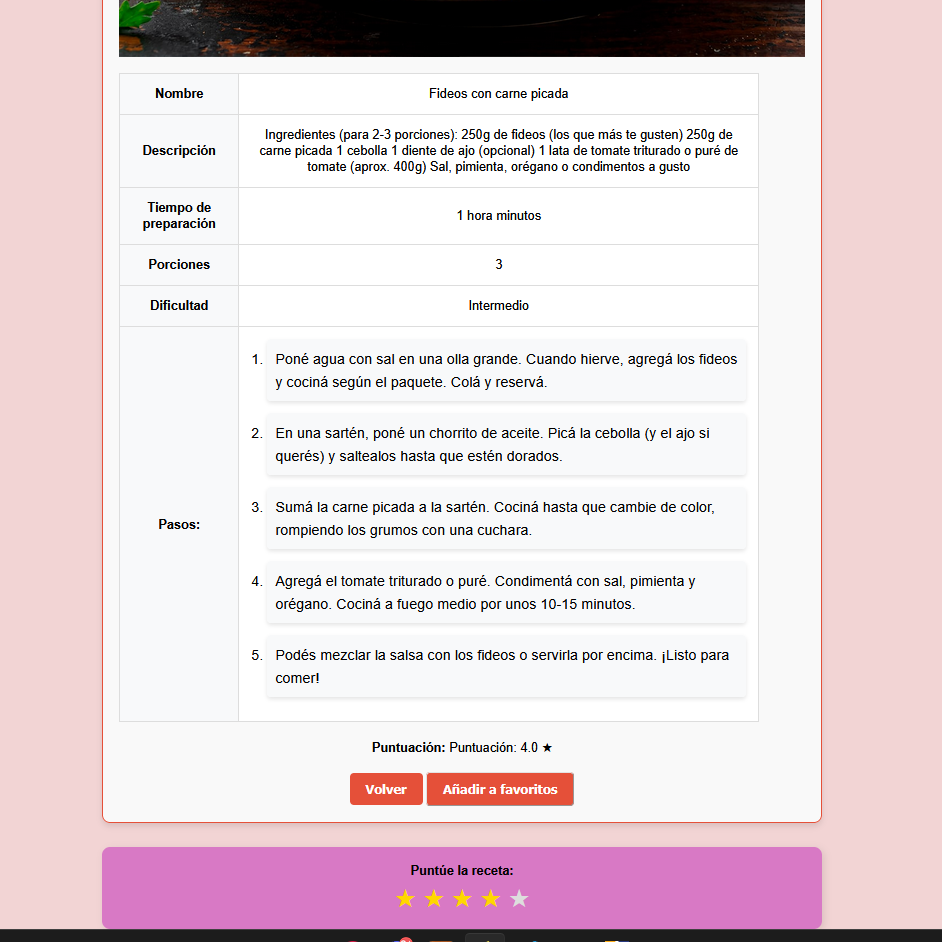 Nombre
Fideos con carne picada
Descripción
Ingredientes (para 2-3 porciones): 250g de fideos (los que más te gusten) 250g de
carne picada 1 cebolla 1 diente de ajo (opcional) 1 lata de tomate triturado o puré de
tomate (aprox. 400g) Sal, pimienta, orégano o condimentos a gusto
Tiempo de
preparación
1 hora minutos
Porciones
3
Dificultad
Intermedio
Pasos:
1. Poné agua con sal en una olla grande. Cuando hierve, agregá los fideos
y cociná según el paquete. Colá y reservá.
2. En una sartén, poné un chorrito de aceite. Picá la cebolla (y el ajo si
querés) y saltealos hasta que estén dorados.
3. Sumá la carne picada a la sartén. Cociná hasta que cambie de color,
rompiendo los grumos con una cuchara.
4. Agregá el tomate triturado o puré. Condimentá con sal, pimienta y
orégano. Cociná a fuego medio por unos 10-15 minutos.
5. Podés mezclar la salsa con los fideos o servirla por encima. ¡Listo para
comer!
Puntuación: Puntuación: 4.0 ★
Volver
Añadir a favoritos
Puntúe la receta:
★ ★ ★ ★ ★